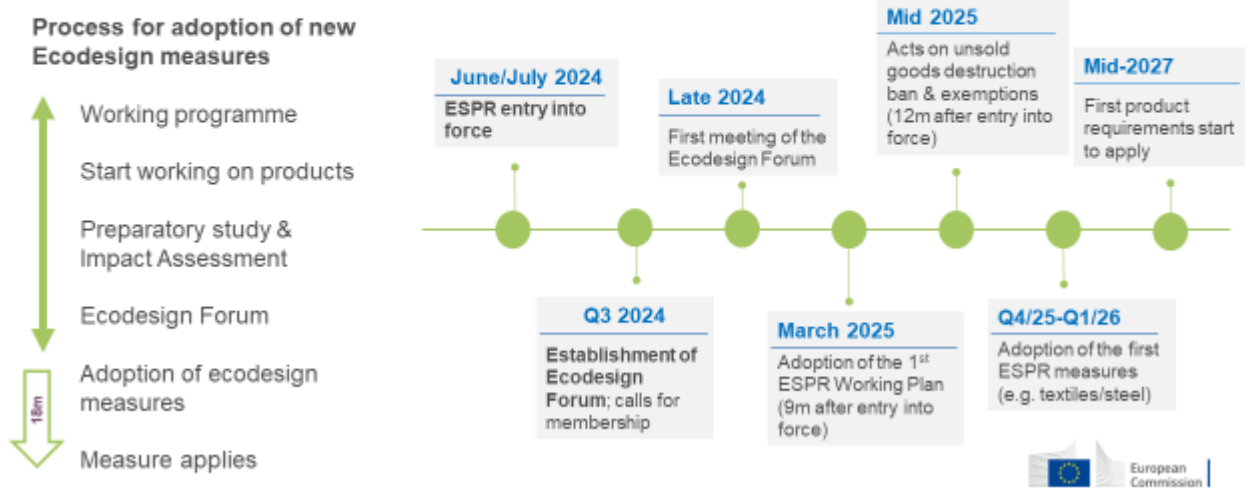 Process for adoption of new
Ecodesign measures
Working programme
Start working on products
Preparatory study &
Impact Assessment
Ecodesign Forum
Adoption of ecodesign
measures
18m
Measure applies
June/July 2024
ESPR entry into
force
Q3 2024
Establishment of
Ecodesign
Forum; calls for
membership
Late 2024
First meeting of the
Ecodesign Forum
March 2025
Adoption of the 1st
ESPR Working Plan
(9m after entry into
force)
Mid 2025
Acts on unsold
goods destruction
ban & exemptions
(12m after entry into
force)
Q4/25-Q1/26
Adoption of the first
ESPR measures
(e.g. textiles/steel)
Mid-2027
First product
requirements start
to apply
European
Commission